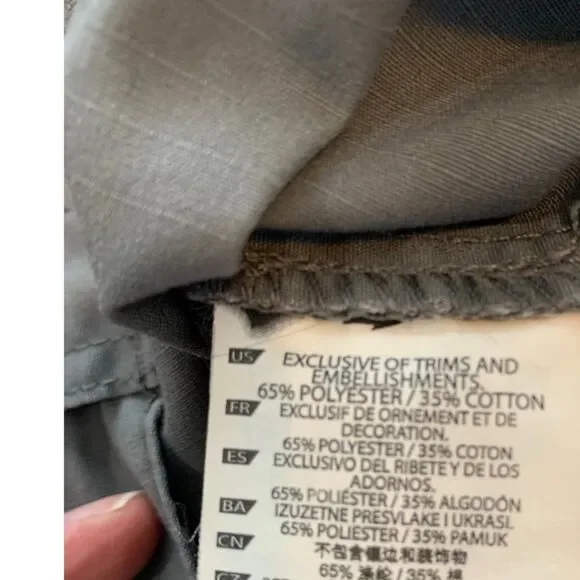 US EXCLUSIVE OF TRIMS AND
EMBELLISHMENTS.
65% POLYESTER / 35% COTTON
FR EXCLUSIF DE ORNEMENT ET DE
DECORATION.
65% POLYESTER / 35% COTON
ES EXCLUSIVO DEL RIBETE Y DE LOS
ADORNOS.
65% POLIÉSTER / 35% ALGODÓN
BA IZUZETNE PRESVLAKE I UKRASI.
65% POLIESTER / 35% PAMUK
CN 不包含镶边和装饰物
65% 涤纶 / 35% 棉
CZ